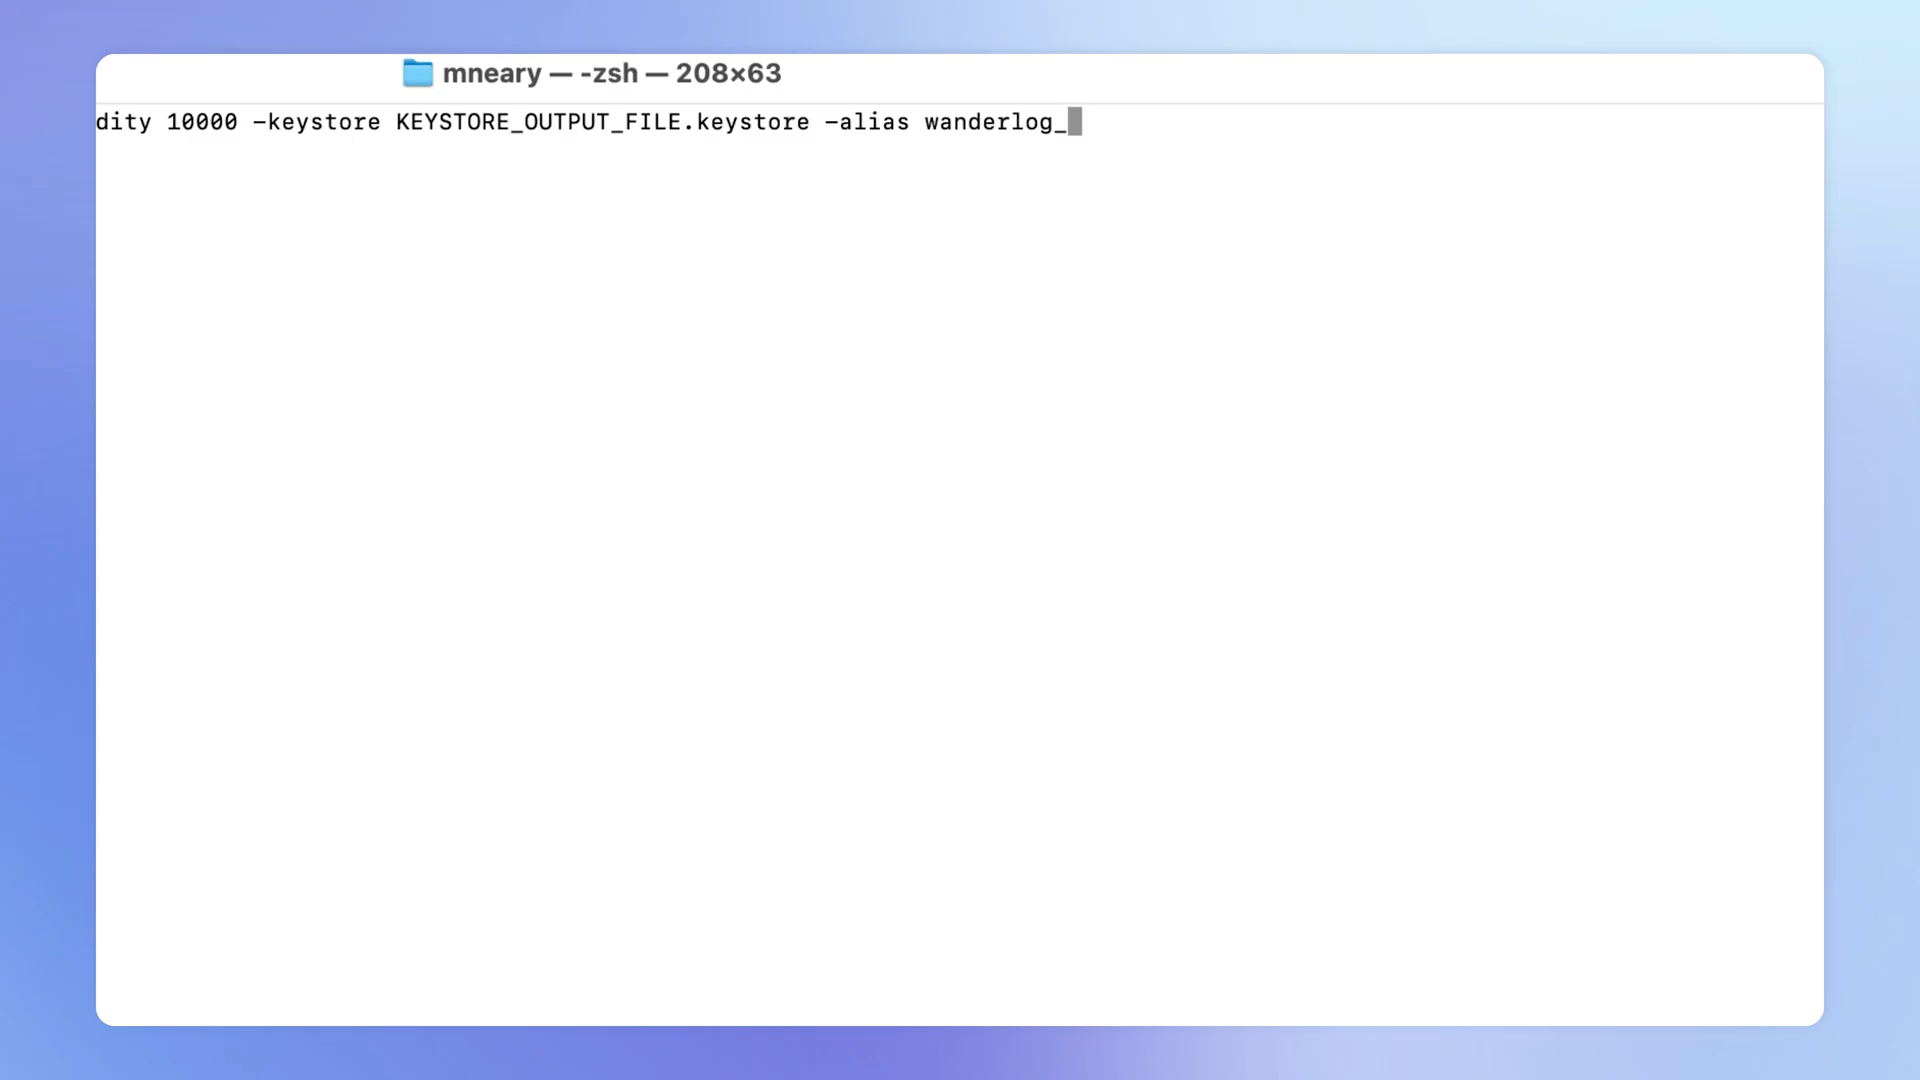 mneary — -zsh — 208×63
dity 10000 -keystore KEYSTORE_OUTPUT_FILE.keystore -alias wanderlog_